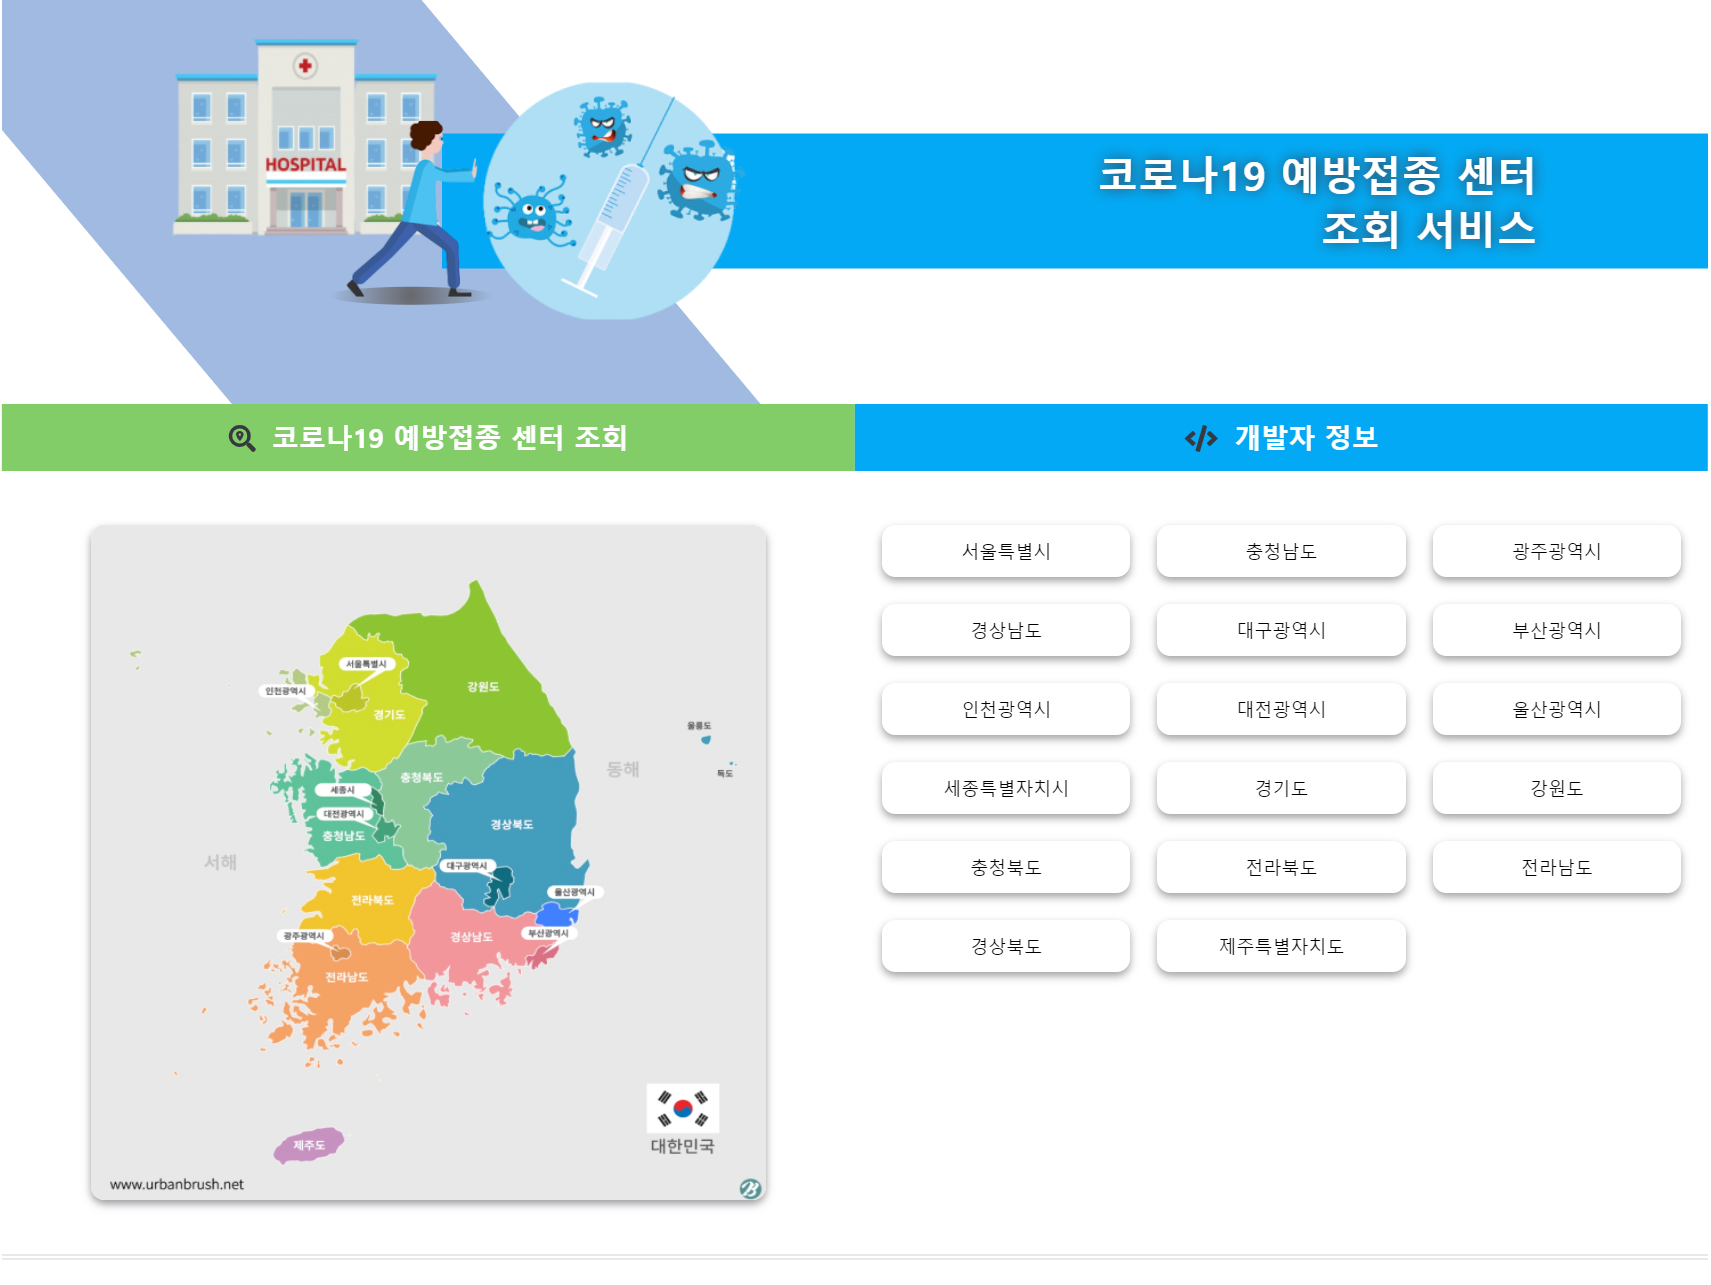 HOSPITAL
코로나19 예방접종 센터
조회 서비스
코로나19 예방접종 센터 조회
개발자 정보
서울특별시
인천광역시
경기도
강원도
울릉도
독도
동해
충청북도
세종시
대전광역시
충청남도
경상북도
서해
대구광역시
울산광역시
전라북도
부산광역시
광주광역시
경상남도
전라남도
제주도
대한민국
www.urbanbrush.net
서울특별시
충청남도
광주광역시
경상남도
대구광역시
부산광역시
인천광역시
대전광역시
울산광역시
세종특별자치시
경기도
강원도
충청북도
전라북도
전라남도
경상북도
제주특별자치도